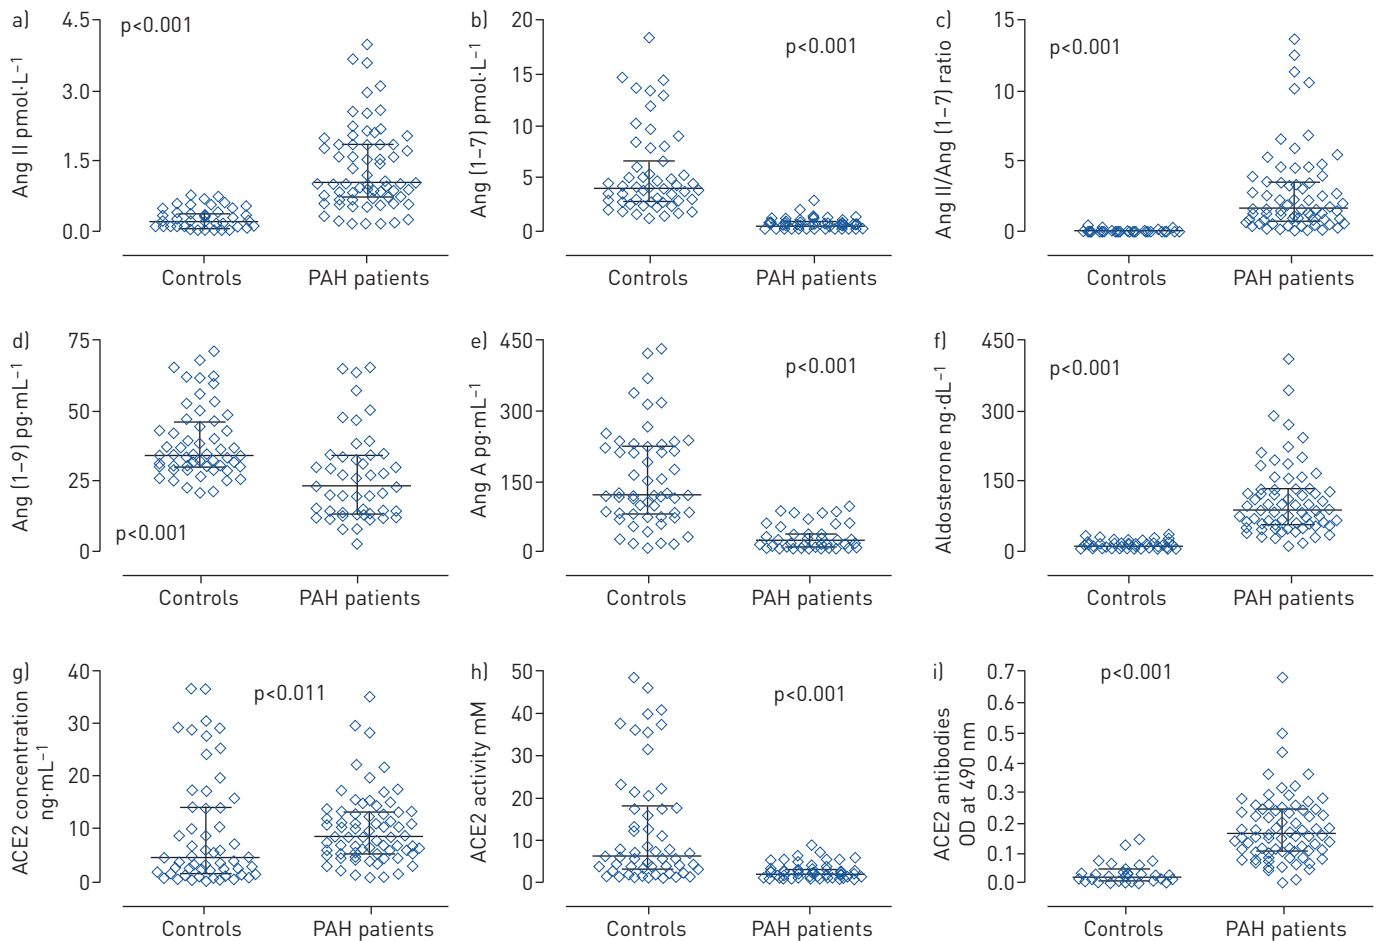 a)
Ang II pmol·L⁻¹
4.5
3.0
1.5
0.0
p<0.001
Controls
PAH patients
b)
Ang (1–7) pmol·L⁻¹
20
15
10
5
0
p<0.001
Controls
PAH patients
c)
Ang II/Ang (1–7) ratio
15
10
5
0
p<0.001
Controls
PAH patients
d)
Ang (1–9) pg·mL⁻¹
75
50
25
0
p<0.001
Controls
PAH patients
e)
Ang A pg·mL⁻¹
450
300
150
0
p<0.001
Controls
PAH patients
f)
Aldosterone ng·dL⁻¹
450
300
150
0
p<0.001
Controls
PAH patients
g)
ACE2 concentration
ng·mL⁻¹
40
30
20
10
0
p<0.011
Controls
PAH patients
h)
ACE2 activity mM
50
40
30
20
10
0
p<0.001
Controls
PAH patients
i)
ACE2 antibodies
OD at 490 nm
0.7
0.6
0.5
0.4
0.3
0.2
0.1
0.0
p<0.001
Controls
PAH patients